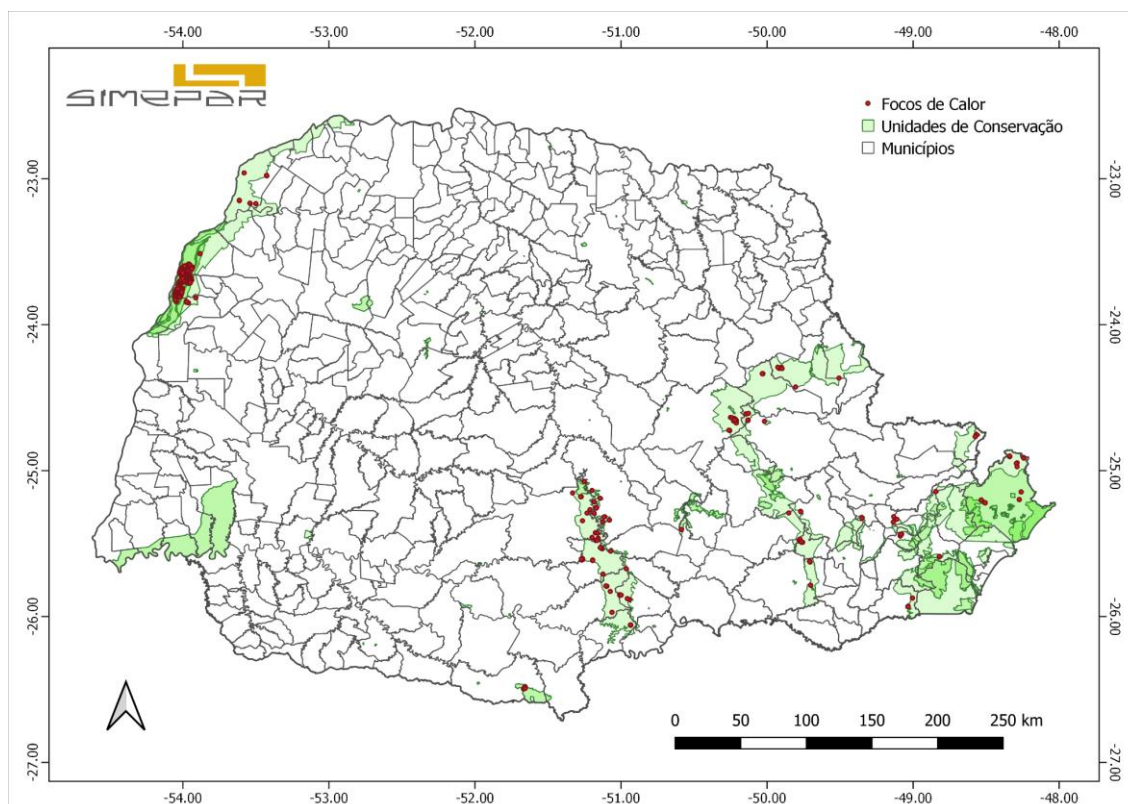 -54.00 -53.00 -52.00 -51.00 -50.00 -49.00 -48.00
SIMEPAR
Focos de Calor
Unidades de Conservação
Municípios
-23.00 -23.00
-24.00 -24.00
-25.00 -25.00
-26.00 -26.00
0 50 100 150 200 250 km
-27.00 -27.00
-54.00 -53.00 -52.00 -51.00 -50.00 -49.00 -48.00